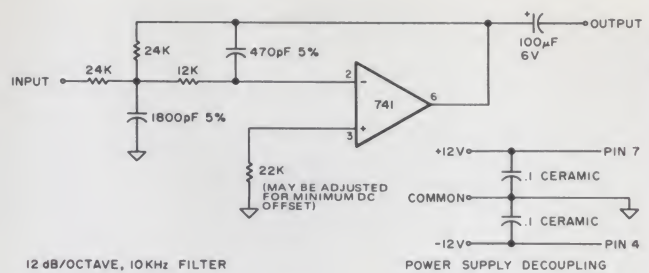 +
OUTPUT
24K
470pF 5%
100µF
6V
INPUT
24K
12K
2
−
741
6
1800pF 5%
3
+
+12V
PIN 7
22K
.1 CERAMIC
(MAY BE ADJUSTED
FOR MINIMUM DC
OFFSET)
COMMON
.1 CERAMIC
-12V
PIN 4
12 dB/OCTAVE, 10KHz FILTER
POWER SUPPLY DECOUPLING